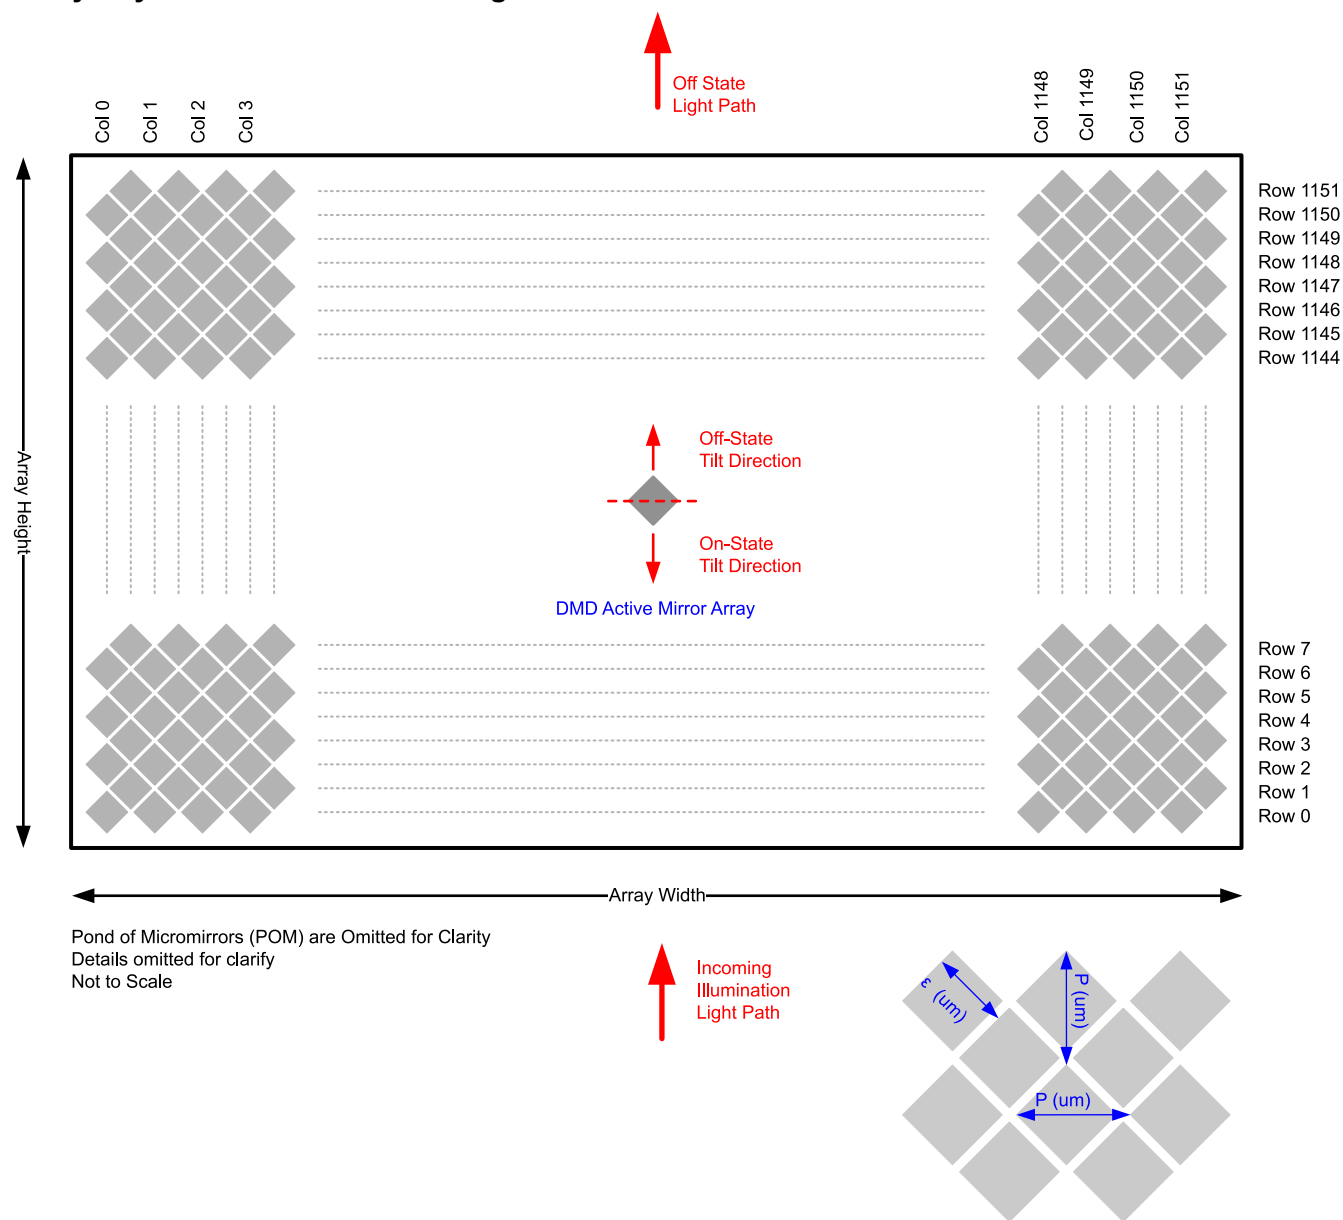 Off State
Light Path
Col 0
Col 1
Col 2
Col 3
Col 1148
Col 1149
Col 1150
Col 1151
Row 1151
Row 1150
Row 1149
Row 1148
Row 1147
Row 1146
Row 1145
Row 1144
Array Height
Off-State
Tilt Direction
On-State
Tilt Direction
DMD Active Mirror Array
Row 7
Row 6
Row 5
Row 4
Row 3
Row 2
Row 1
Row 0
Array Width
Pond of Micromirrors (POM) are Omitted for Clarity
Details omitted for clarify
Not to Scale
Incoming
Illumination
Light Path
ε (um)
P (um)
P (um)